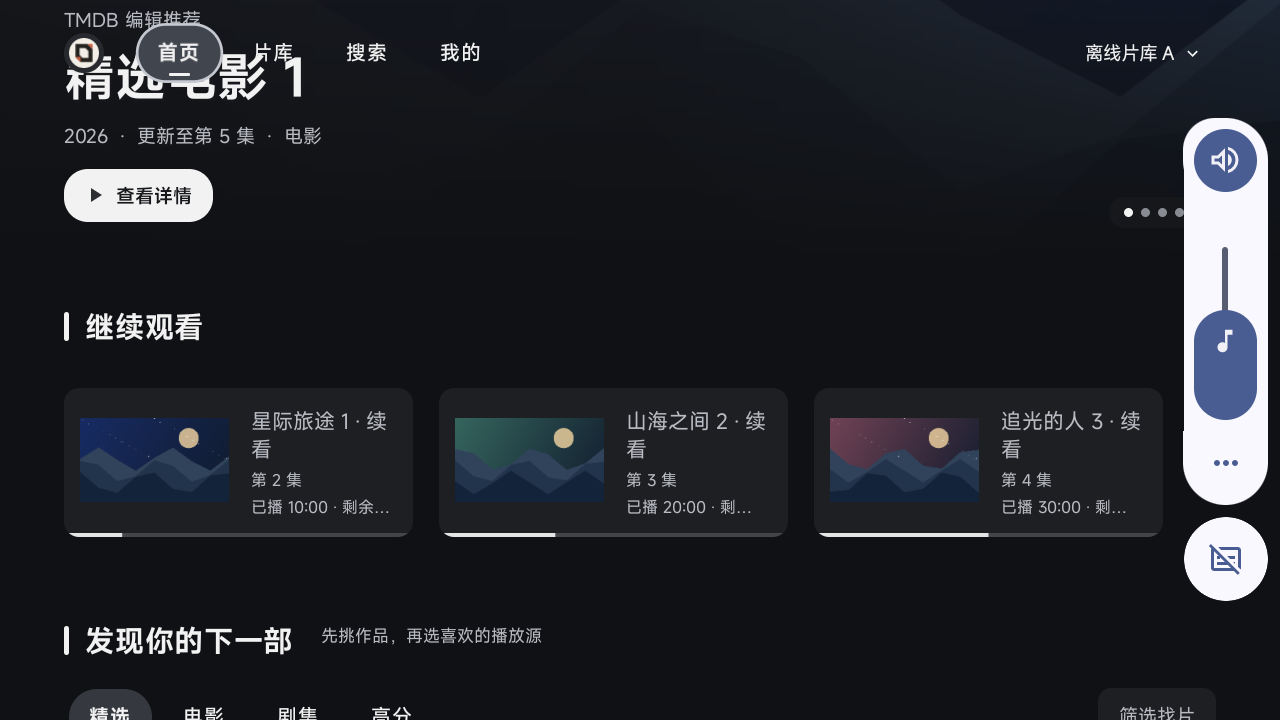 TMDB 编辑推荐
首页 片库 搜索 我的 离线片库 A
精选电影 1
2026 · 更新至第 5 集 · 电影
查看详情
继续观看
星际旅途 1 · 续看
第 2 集
已播 10:00 · 剩余…
山海之间 2 · 续看
第 3 集
已播 20:00 · 剩…
追光的人 3 · 续看
第 4 集
已播 30:00 · 剩…
发现你的下一部 先挑作品，再选喜欢的播放源
精选 电影 剧集 高分 筛选找片